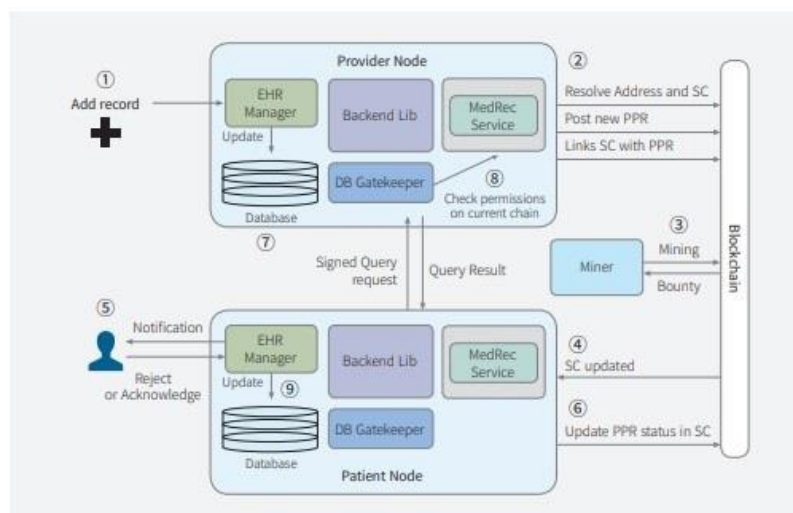 Provider Node
①
Add record
EHR
Manager
Update
Database
⑦
Backend Lib
DB Gatekeeper
MedRec
Service
⑧
Check permissions
on current chain
②
Resolve Address and SC
Post new PPR
Links SC with PPR
Blockchain
③
Mining
Miner
Bounty
Signed Query
request
Query Result
⑤
Notification
Reject
or Acknowledge
EHR
Manager
Update
⑨
Database
Backend Lib
DB Gatekeeper
MedRec
Service
Patient Node
④
SC updated
⑥
Update PPR status in SC